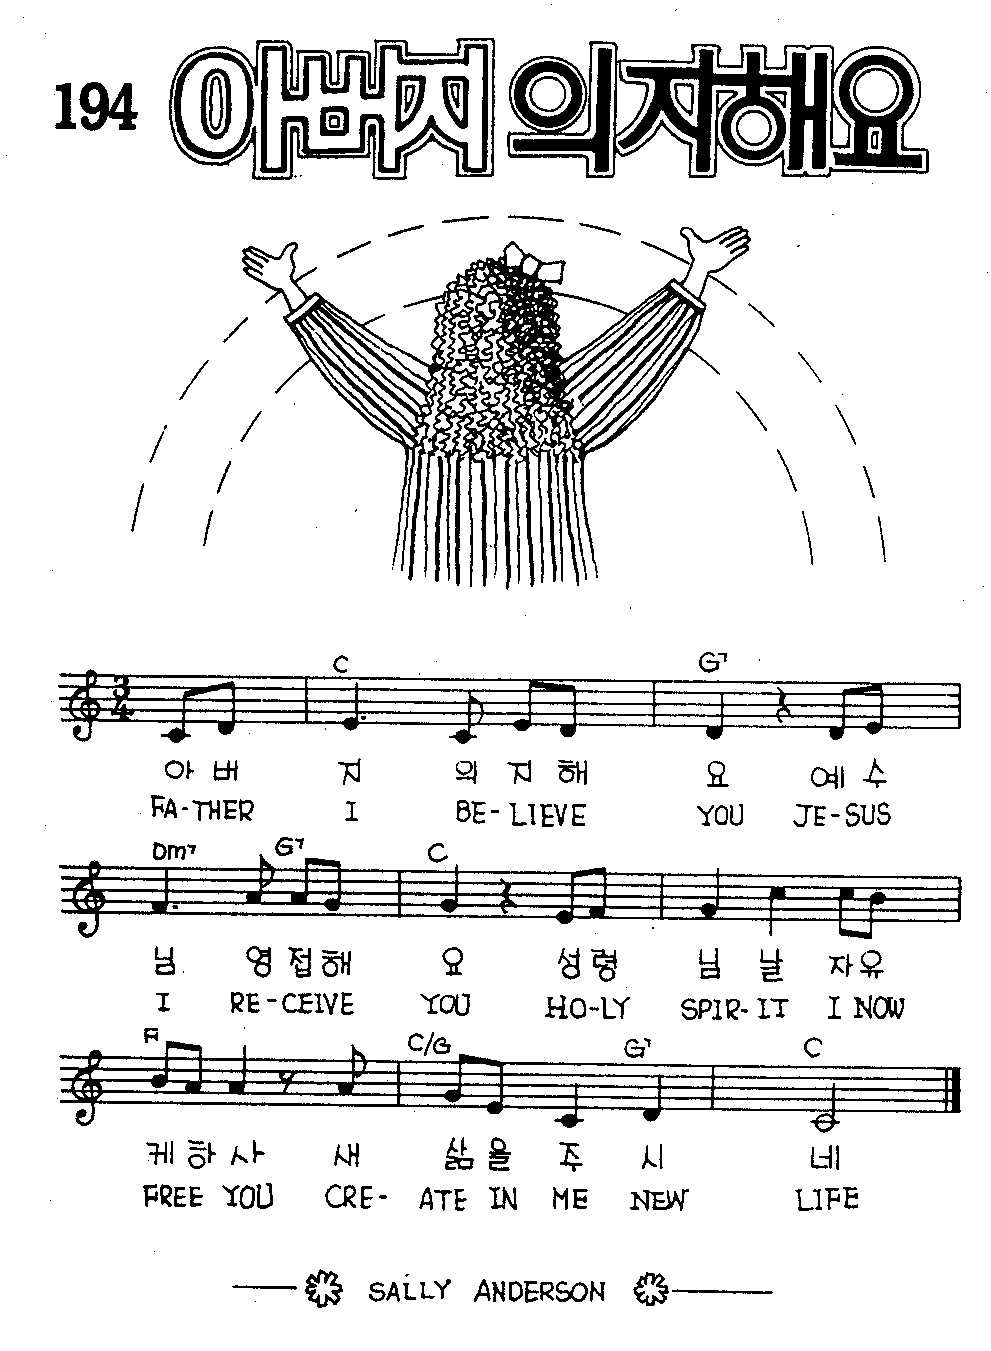 194 아버지 의지해요
C G7
아 버 지 의 지 해 요 예 수
FA-THER I BE-LIEVE YOU JE-SUS
Dm7 G7 C
님 영 접 해 요 성 령 님 날 자 유
I RE-CEIVE YOU HO-LY SPIR-IT I NOW
F C/G G7 C
케 하 사 새 삶 을 주 시 네
FREE YOU CRE- ATE IN ME NEW LIFE
SALLY ANDERSON